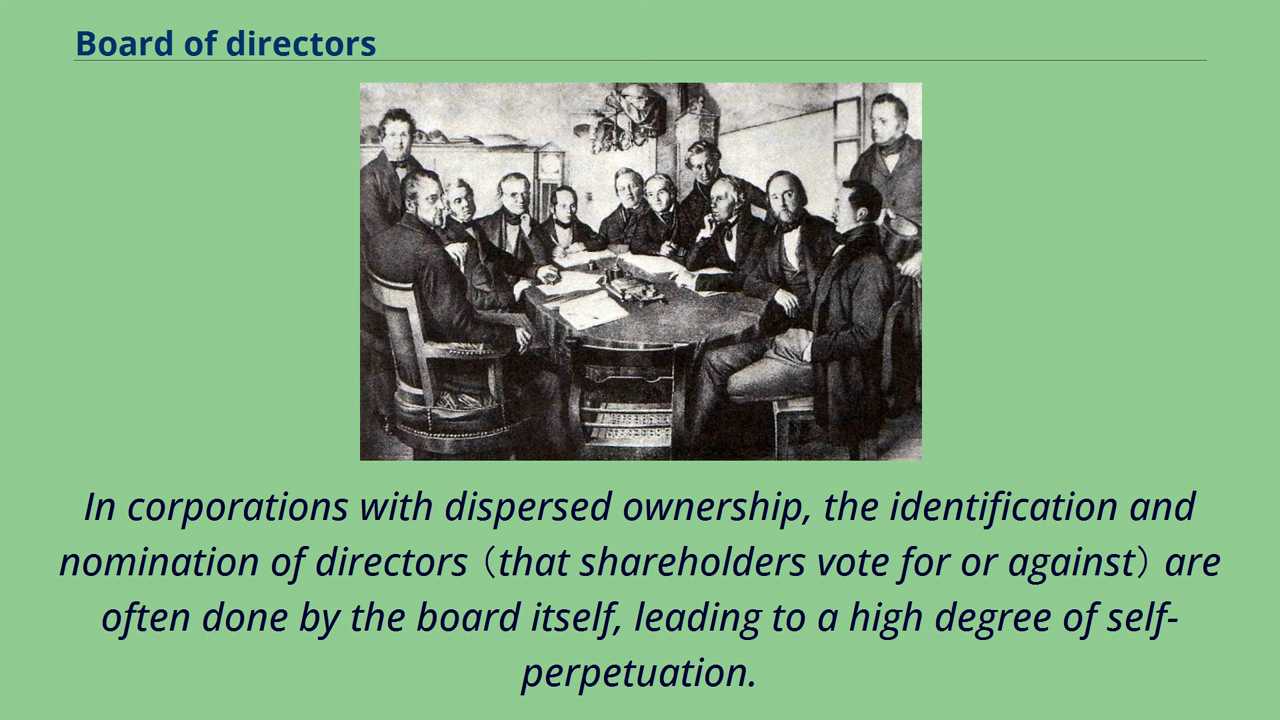 Board of directors
In corporations with dispersed ownership, the identification and
nomination of directors（that shareholders vote for or against）are
often done by the board itself, leading to a high degree of self-
perpetuation.